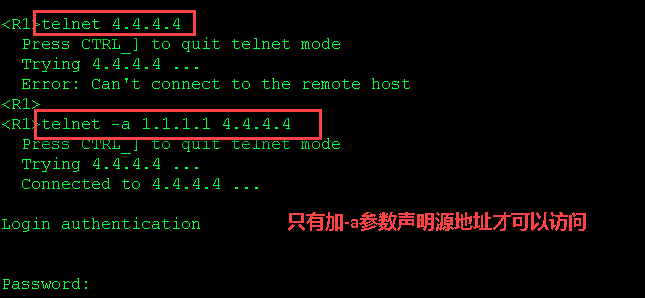 <R1>telnet 4.4.4.4
Press CTRL_] to quit telnet mode
Trying 4.4.4.4 ...
Error: Can't connect to the remote host
<R1>
<R1>telnet -a 1.1.1.1 4.4.4.4
Press CTRL_] to quit telnet mode
Trying 4.4.4.4 ...
Connected to 4.4.4.4 ...
Login authentication
只有加-a参数声明源地址才可以访问
Password: